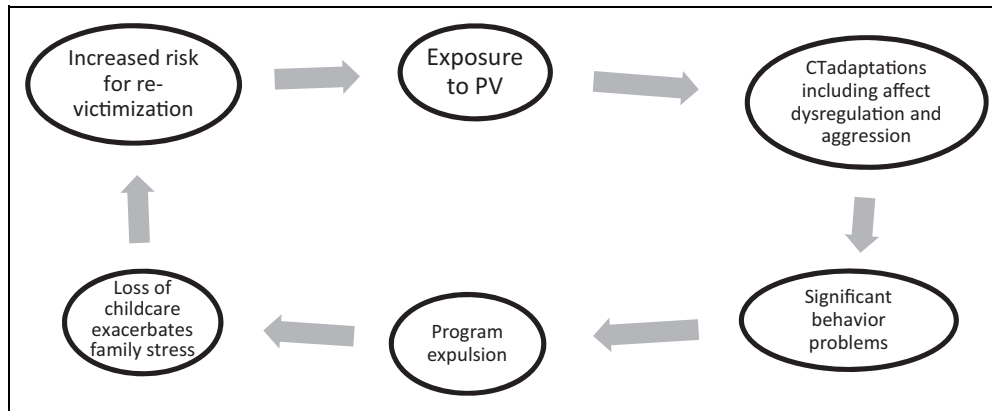 Increased risk
for re-
victimization
Exposure
to PV
CTadaptations
including affect
dysregulation and
aggression
Significant
behavior
problems
Program
expulsion
Loss of
childcare
exacerbates
family stress